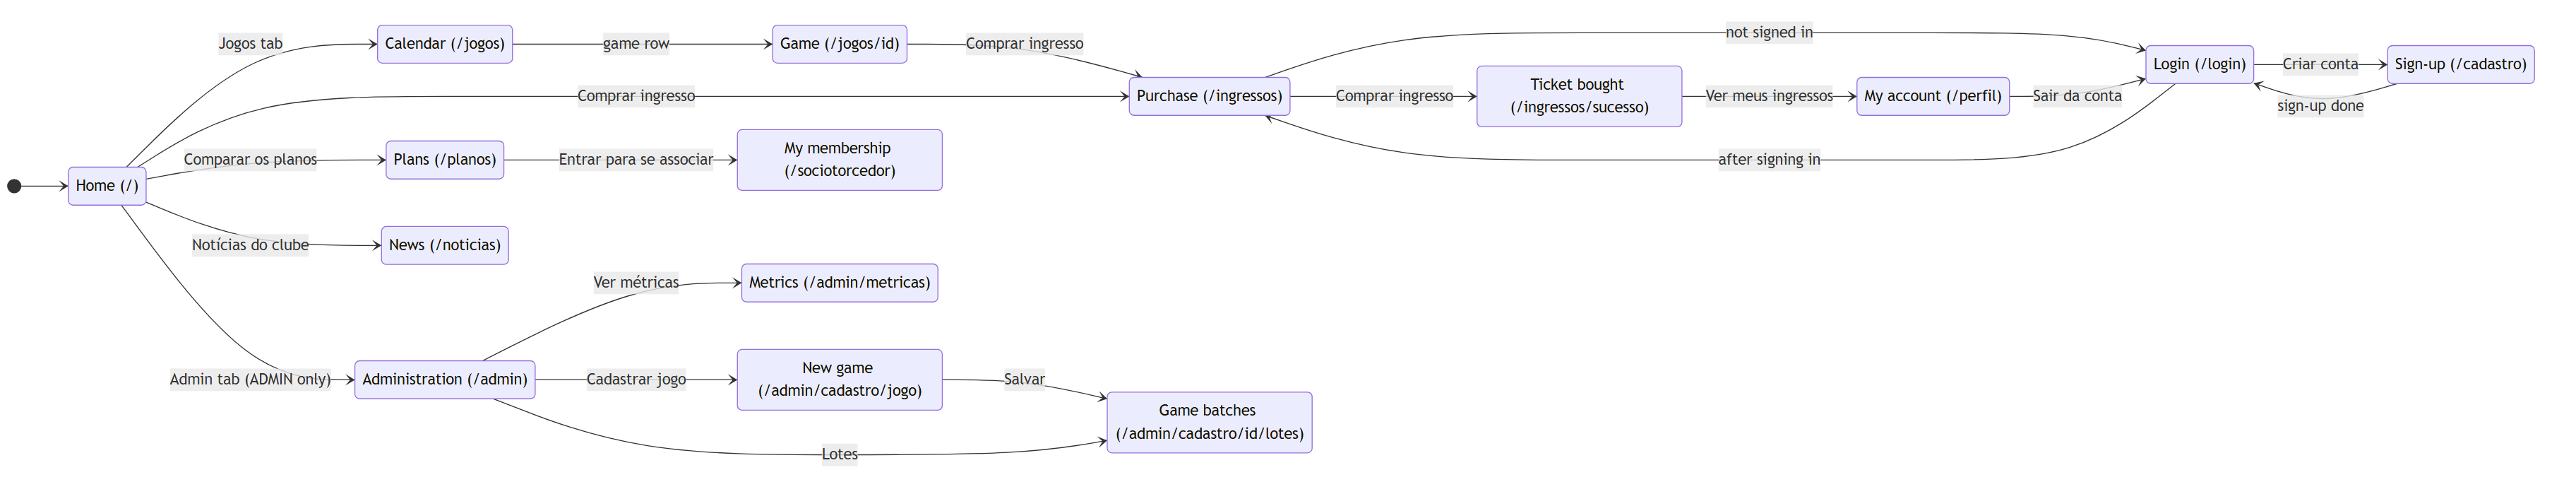 Jogos tab
Calendar (/jogos)
game row
Game (/jogos/id)
Comprar ingresso
not signed in
Login (/login)
Criar conta
Sign-up (/cadastro)
sign-up done
Comprar ingresso
Purchase (/ingressos)
Comprar ingresso
Ticket bought
(/ingressos/sucesso)
Ver meus ingressos
My account (/perfil)
Sair da conta
after signing in
Home (/)
Comparar os planos
Plans (/planos)
Entrar para se associar
My membership
(/sociotorcedor)
Notícias do clube
News (/noticias)
Ver métricas
Metrics (/admin/metricas)
Admin tab (ADMIN only)
Administration (/admin)
Cadastrar jogo
New game
(/admin/cadastro/jogo)
Salvar
Game batches
(/admin/cadastro/id/lotes)
Lotes